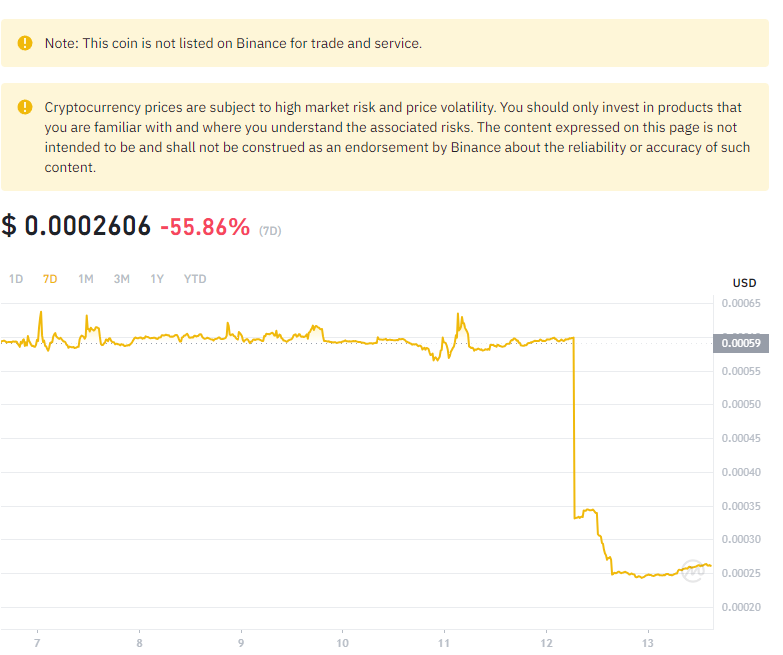 Note: This coin is not listed on Binance for trade and service.
Cryptocurrency prices are subject to high market risk and price volatility. You should only invest in products that
you are familiar with and where you understand the associated risks. The content expressed on this page is not
intended to be and shall not be construed as an endorsement by Binance about the reliability or accuracy of such
content.
$ 0.0002606 -55.86% (7D)
1D 7D 1M 3M 1Y YTD
USD
0.00065
0.00059
0.00055
0.00050
0.00045
0.00040
0.00035
0.00030
0.00025
0.00020
7 8 9 10 11 12 13